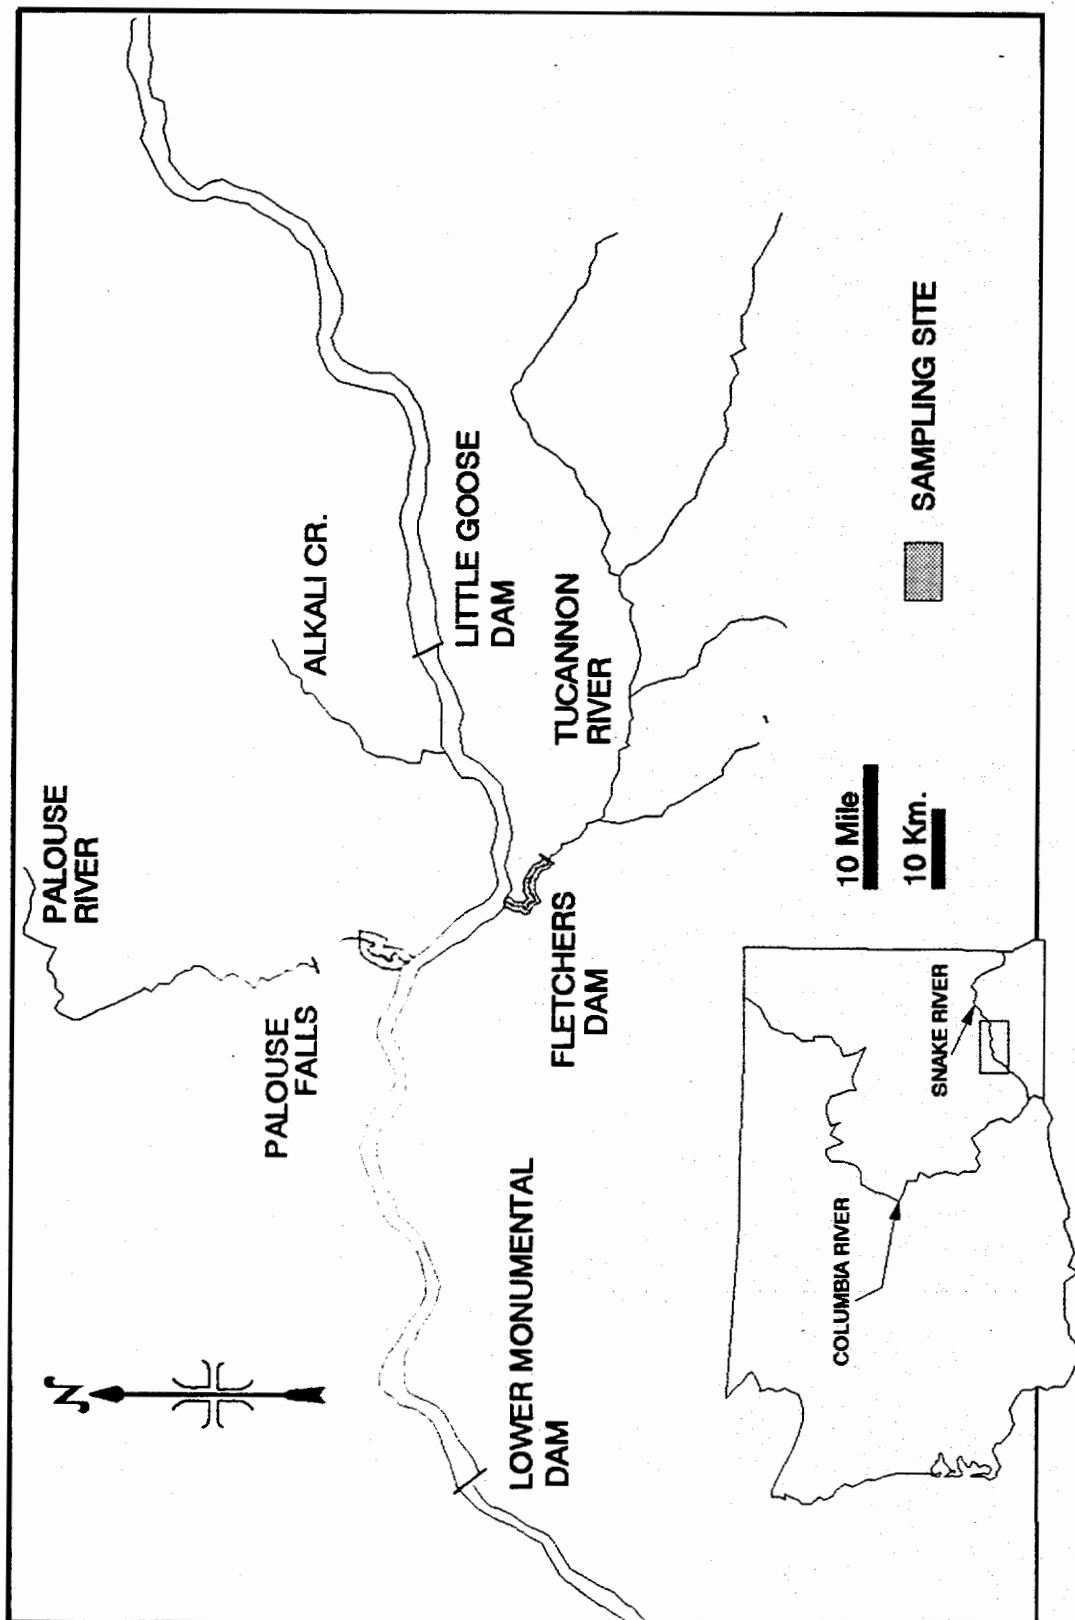 N
PALOUSE
RIVER
PALOUSE
FALLS
ALKALI CR.
LITTLE GOOSE
DAM
LOWER MONUMENTAL
DAM
FLETCHERS
DAM
TUCANNON
RIVER
COLUMBIA RIVER
SNAKE RIVER
10 Mile
10 Km.
SAMPLING SITE